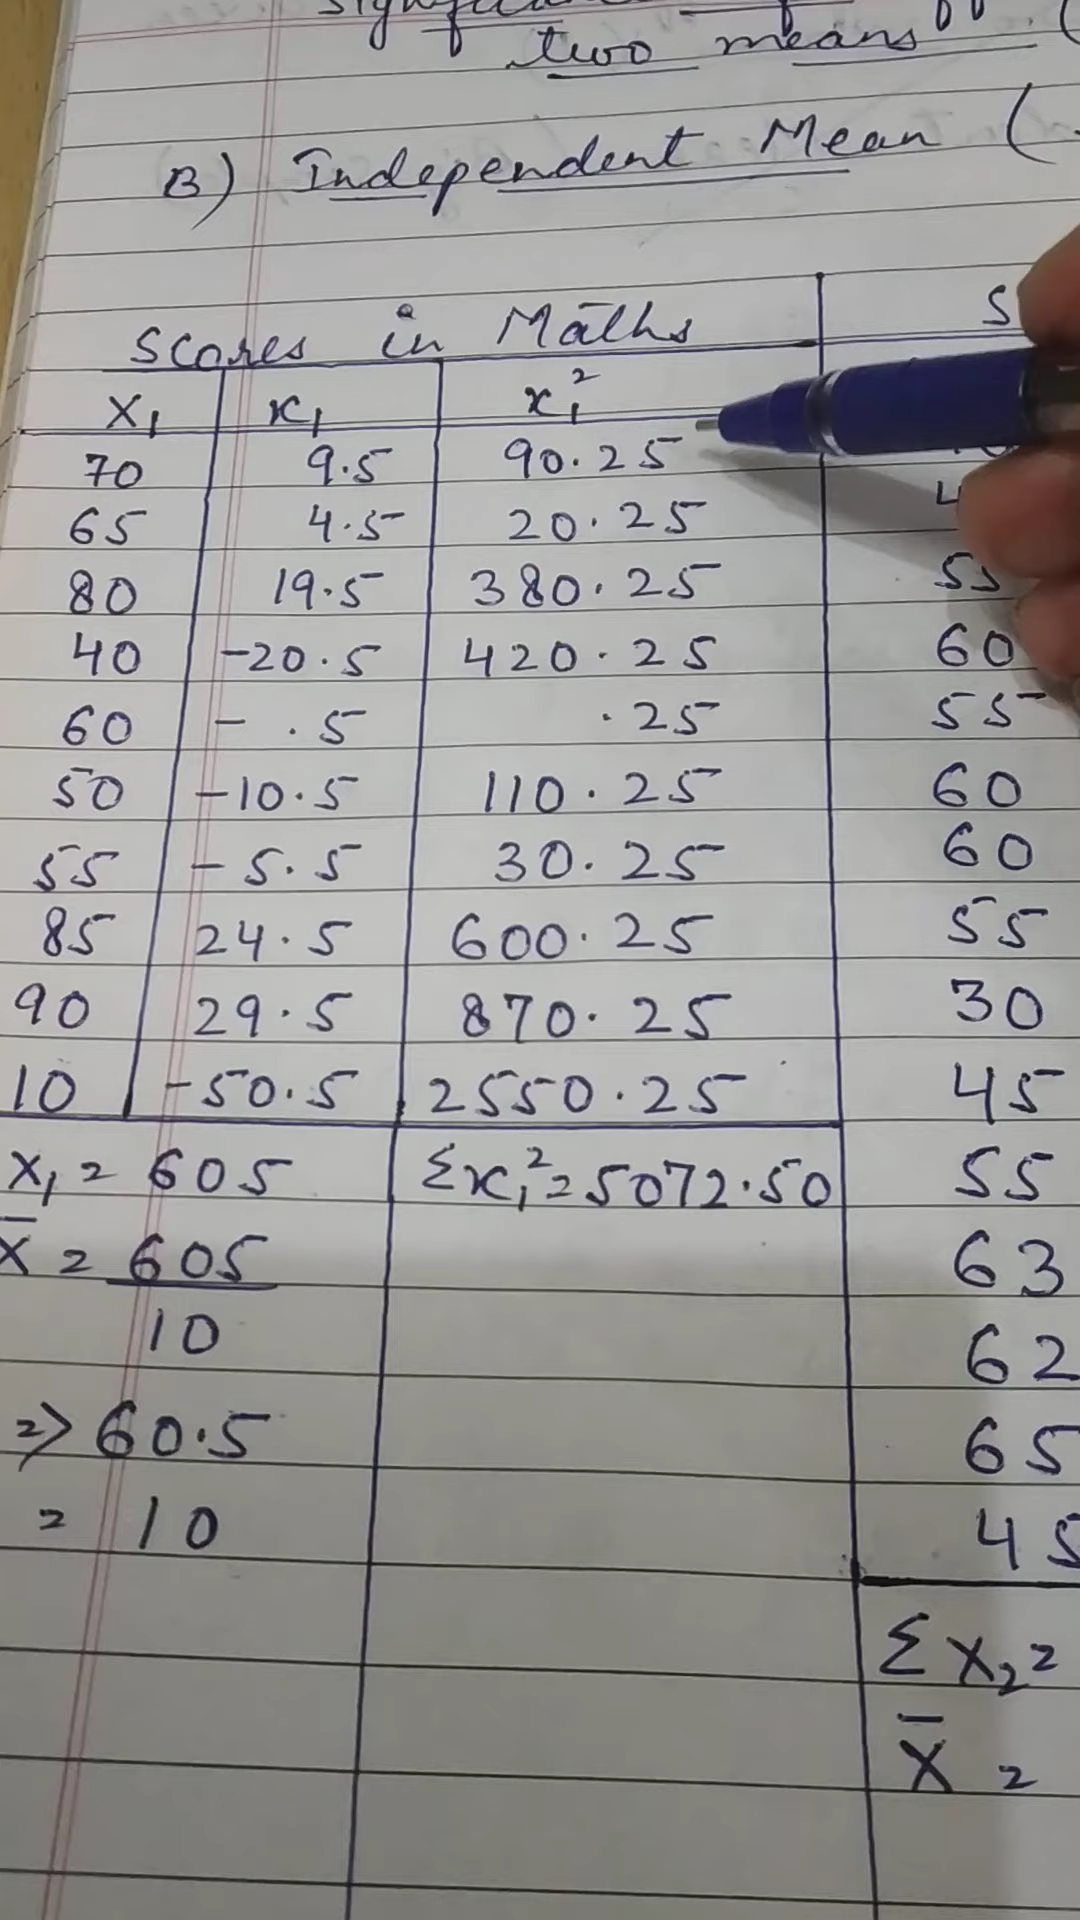 two means
B) Independent Mean (
Scores in Maths S
X₁ x₁ x₁²
70 9.5 90.25
65 4.5 20.25 4
80 19.5 380.25 55
40 -20.5 420.25 60
60 - .5 .25 55
50 -10.5 110.25 60
55 -5.5 30.25 60
85 24.5 600.25 55
90 29.5 870.25 30
10 -50.5 2550.25 45
X₁ = 605 Σx₁² = 5072.50 55
X̄ = 605 63
10 62
=> 60.5 65
= 10 45
Σ X₂ =
X̄ =